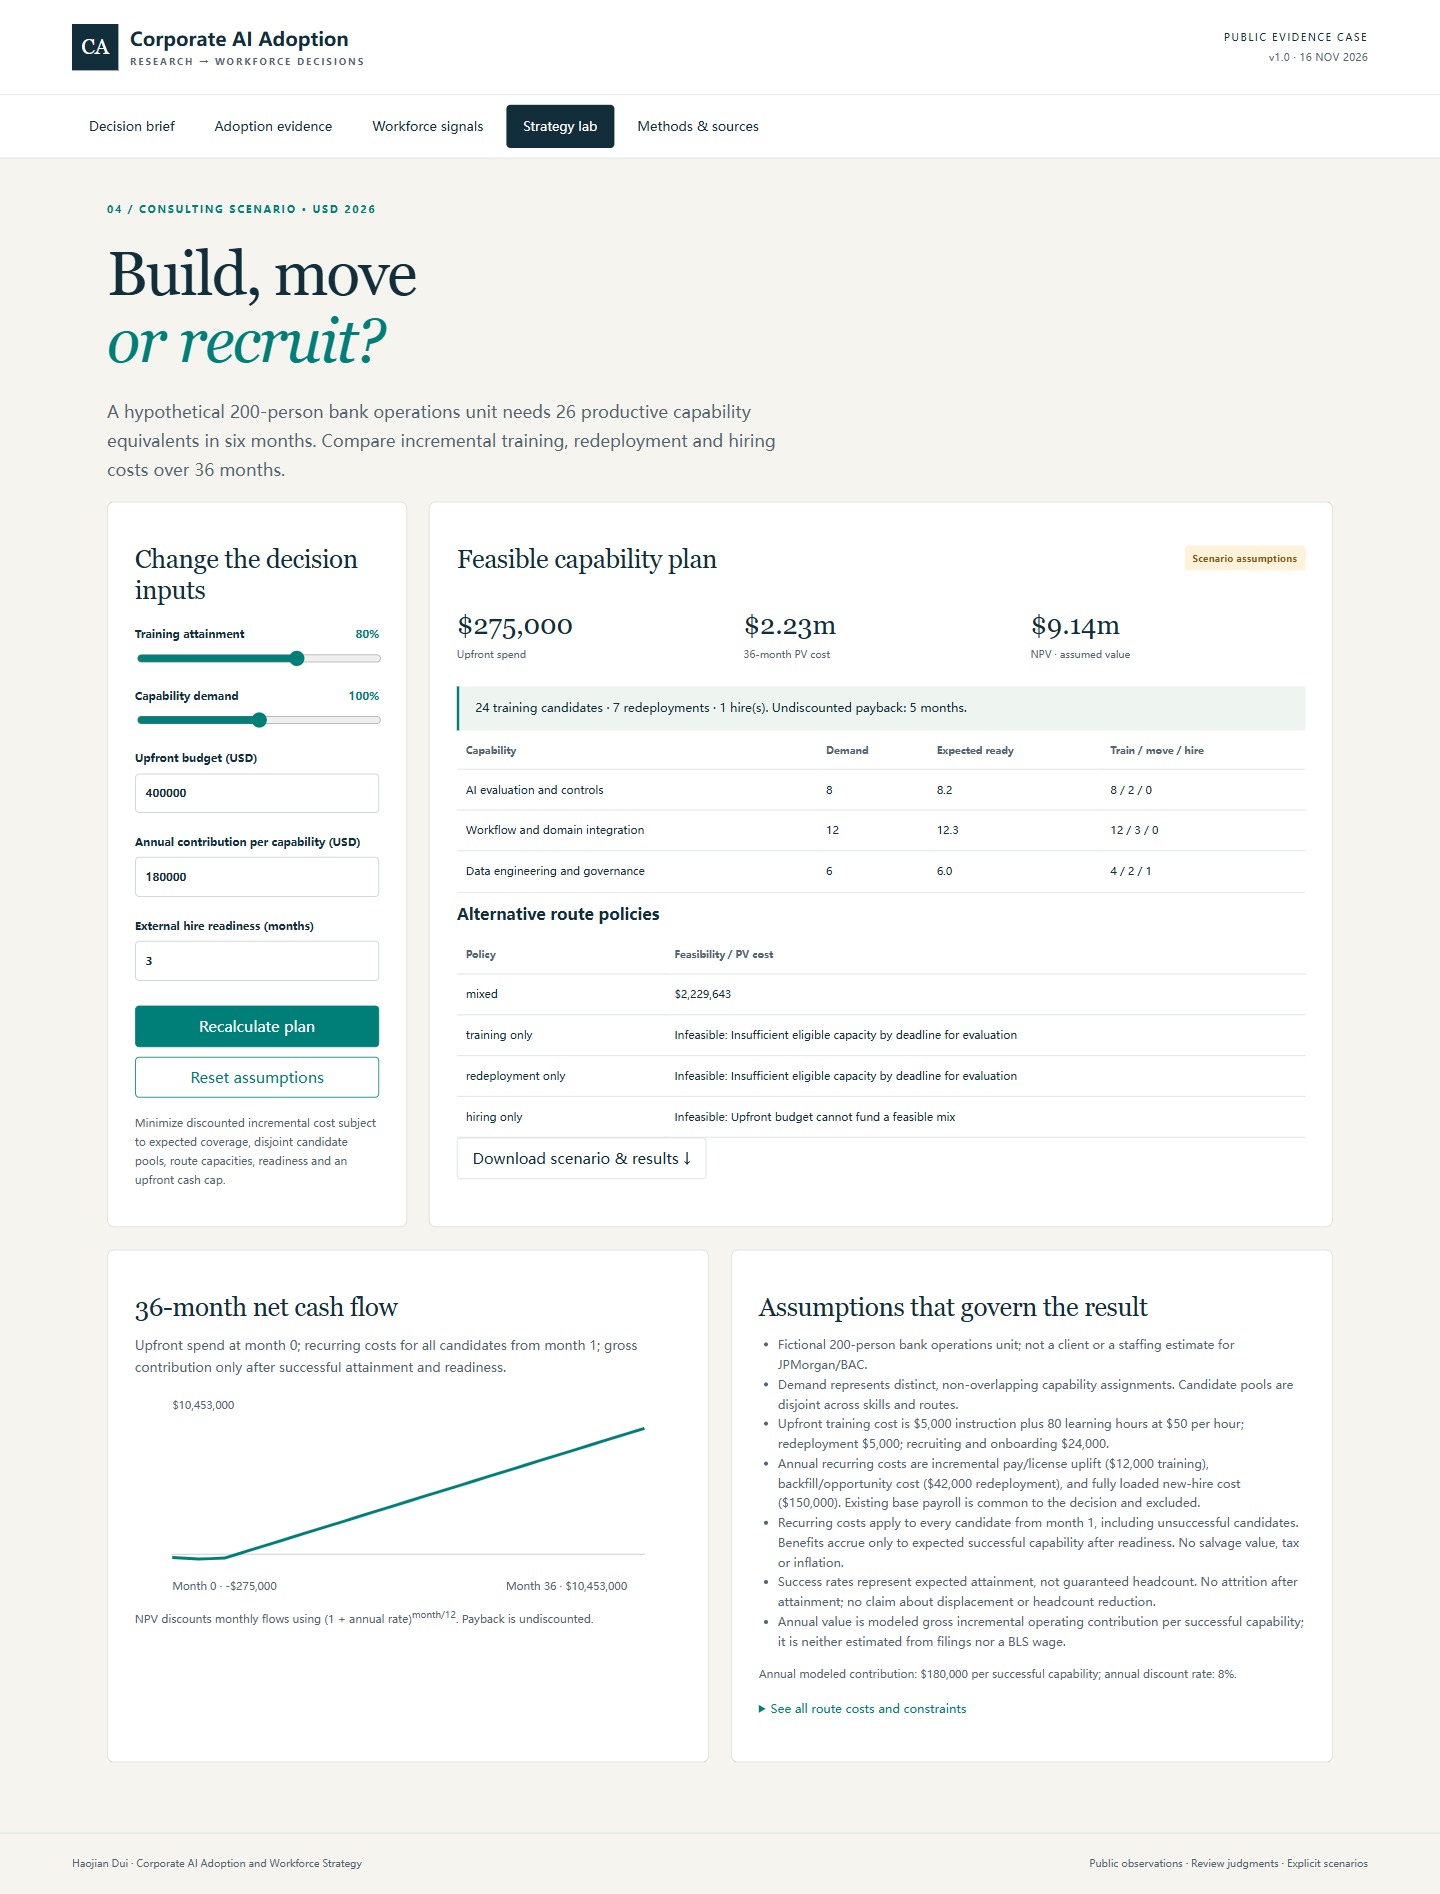 CA
Corporate AI Adoption
RESEARCH → WORKFORCE DECISIONS
PUBLIC EVIDENCE CASE
v1.0 · 16 NOV 2026
Decision brief
Adoption evidence
Workforce signals
Strategy lab
Methods & sources
04 / CONSULTING SCENARIO • USD 2026
Build, move
or recruit?
A hypothetical 200-person bank operations unit needs 26 productive capability
equivalents in six months. Compare incremental training, redeployment and hiring
costs over 36 months.
Change the decision
inputs
Training attainment 80%
Capability demand 100%
Upfront budget (USD)
400000
Annual contribution per capability (USD)
180000
External hire readiness (months)
3
Recalculate plan
Reset assumptions
Minimize discounted incremental cost subject
to expected coverage, disjoint candidate
pools, route capacities, readiness and an
upfront cash cap.
Feasible capability plan
Scenario assumptions
$275,000 $2.23m $9.14m
Upfront spend 36-month PV cost NPV · assumed value
24 training candidates · 7 redeployments · 1 hire(s). Undiscounted payback: 5 months.
Capability Demand Expected ready Train / move / hire
AI evaluation and controls 8 8.2 8 / 2 / 0
Workflow and domain integration 12 12.3 12 / 3 / 0
Data engineering and governance 6 6.0 4 / 2 / 1
Alternative route policies
Policy Feasibility / PV cost
mixed $2,229,643
training only Infeasible: Insufficient eligible capacity by deadline for evaluation
redeployment only Infeasible: Insufficient eligible capacity by deadline for evaluation
hiring only Infeasible: Upfront budget cannot fund a feasible mix
Download scenario & results ↓
36-month net cash flow
Upfront spend at month 0; recurring costs for all candidates from month 1; gross
contribution only after successful attainment and readiness.
$10,453,000
Month 0 · -$275,000 Month 36 · $10,453,000
NPV discounts monthly flows using (1 + annual rate)month/12. Payback is undiscounted.
Assumptions that govern the result
• Fictional 200-person bank operations unit; not a client or a staffing estimate for
JPMorgan/BAC.
• Demand represents distinct, non-overlapping capability assignments. Candidate pools are
disjoint across skills and routes.
• Upfront training cost is $5,000 instruction plus 80 learning hours at $50 per hour;
redeployment $5,000; recruiting and onboarding $24,000.
• Annual recurring costs are incremental pay/license uplift ($12,000 training),
backfill/opportunity cost ($42,000 redeployment), and fully loaded new-hire cost
($150,000). Existing base payroll is common to the decision and excluded.
• Recurring costs apply to every candidate from month 1, including unsuccessful candidates.
Benefits accrue only to expected successful capability after readiness. No salvage value, tax
or inflation.
• Success rates represent expected attainment, not guaranteed headcount. No attrition after
attainment; no claim about displacement or headcount reduction.
• Annual value is modeled gross incremental operating contribution per successful capability;
it is neither estimated from filings nor a BLS wage.
Annual modeled contribution: $180,000 per successful capability; annual discount rate: 8%.
▶ See all route costs and constraints
Haojian Dui · Corporate AI Adoption and Workforce Strategy
Public observations · Review judgments · Explicit scenarios